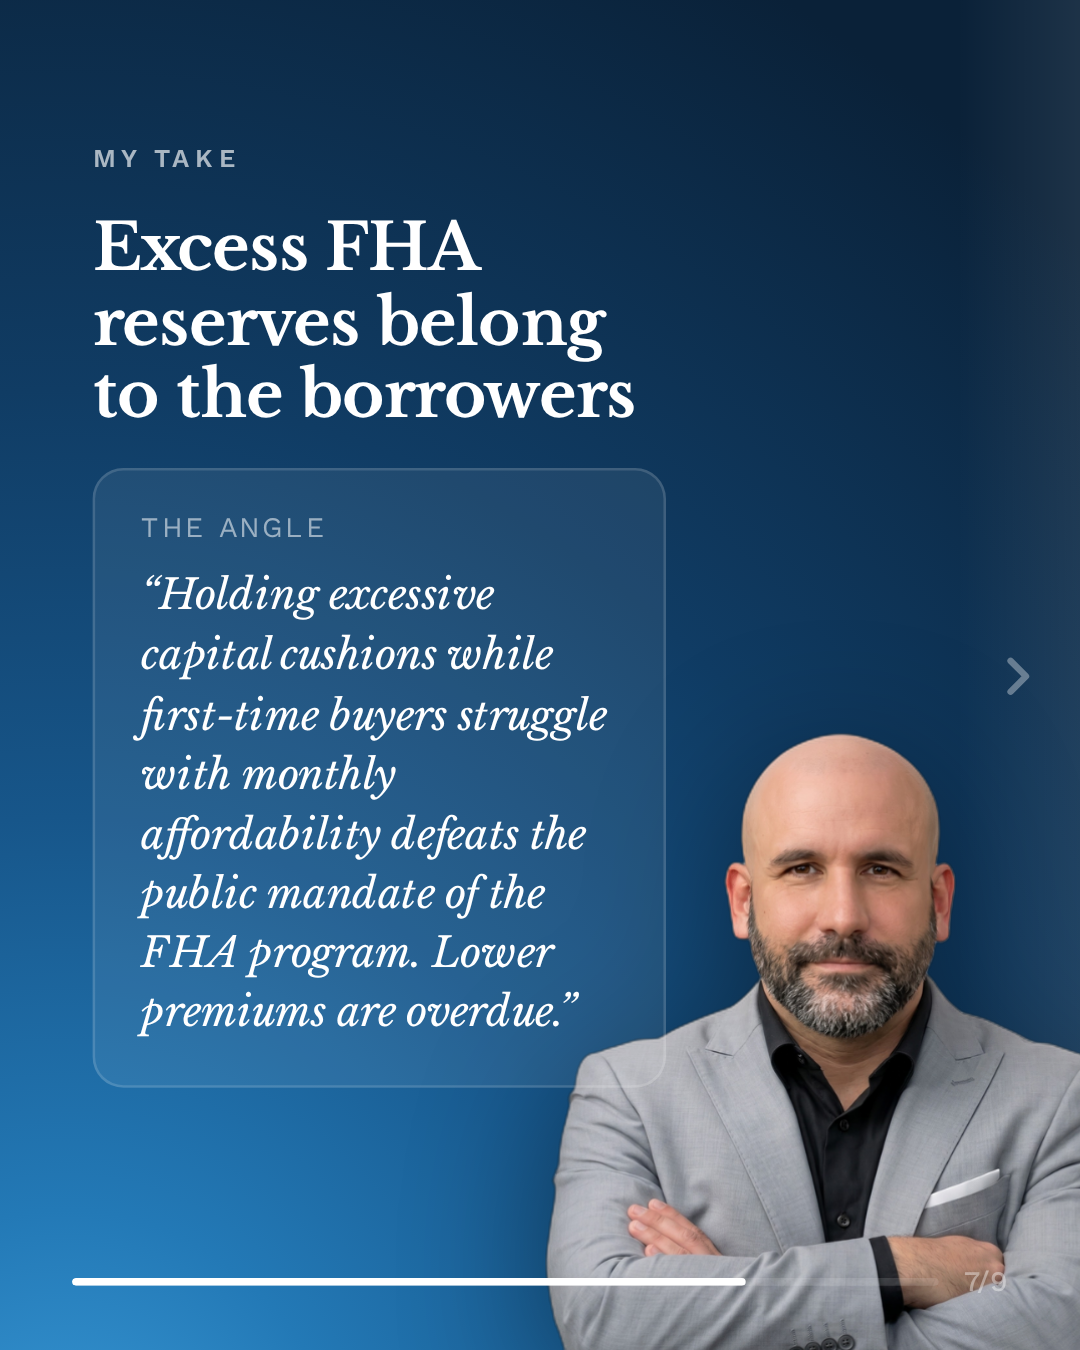 MY TAKE
Excess FHA
reserves belong
to the borrowers
THE ANGLE
“Holding excessive
capital cushions while
first-time buyers struggle
with monthly
affordability defeats the
public mandate of the
FHA program. Lower
premiums are overdue.”
7/9